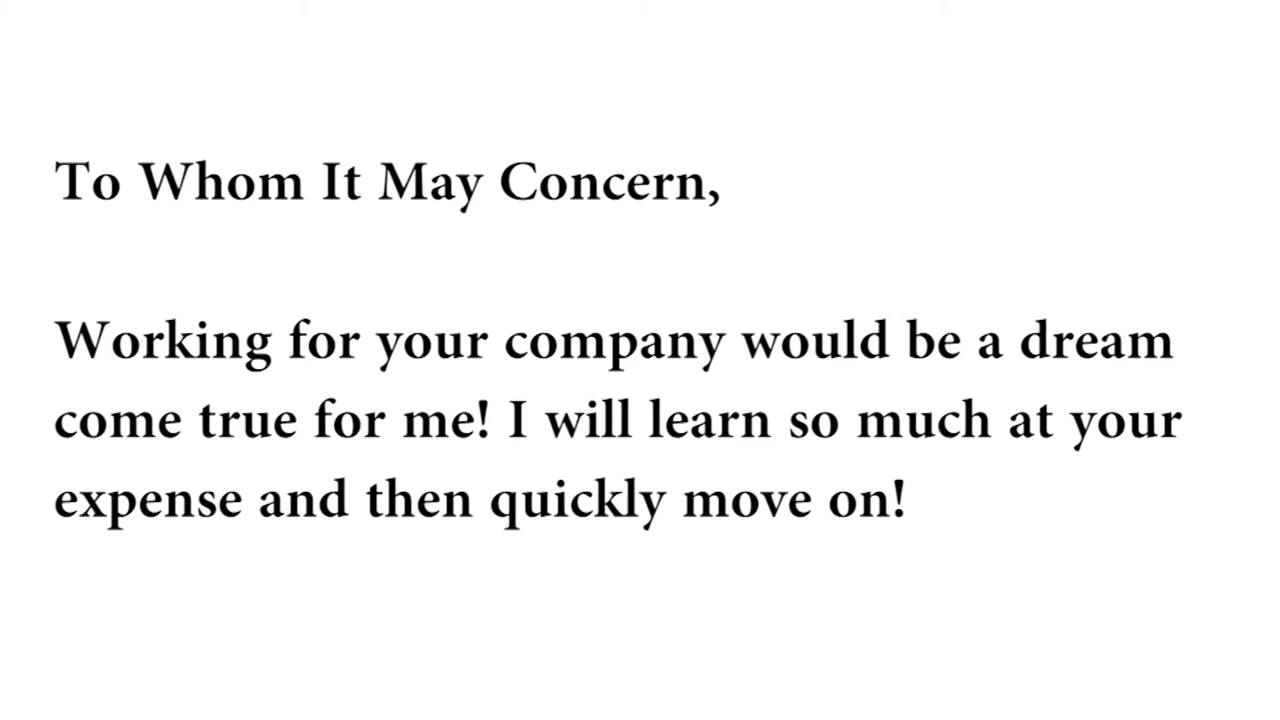 To Whom It May Concern,
Working for your company would be a dream
come true for me! I will learn so much at your
expense and then quickly move on!